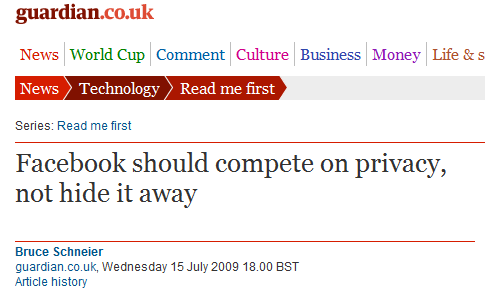 guardian.co.uk
News World Cup Comment Culture Business Money Life & s
News Technology Read me first
Series: Read me first
Facebook should compete on privacy,
not hide it away
Bruce Schneier
guardian.co.uk, Wednesday 15 July 2009 18.00 BST
Article history